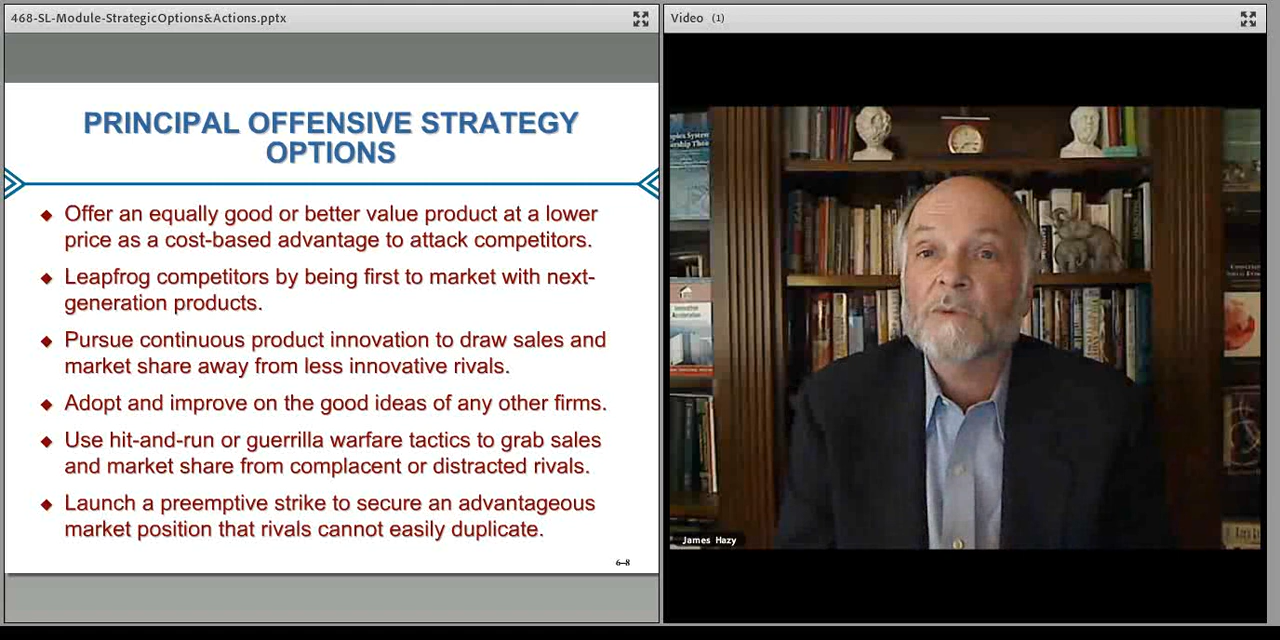 468-SL-Module-StrategicOptions&Actions.pptx
PRINCIPAL OFFENSIVE STRATEGY
OPTIONS
Offer an equally good or better value product at a lower
price as a cost-based advantage to attack competitors.
Leapfrog competitors by being first to market with next-
generation products.
Pursue continuous product innovation to draw sales and
market share away from less innovative rivals.
Adopt and improve on the good ideas of any other firms.
Use hit-and-run or guerrilla warfare tactics to grab sales
and market share from complacent or distracted rivals.
Launch a preemptive strike to secure an advantageous
market position that rivals cannot easily duplicate.
6–8
Video (1)
James Hazy